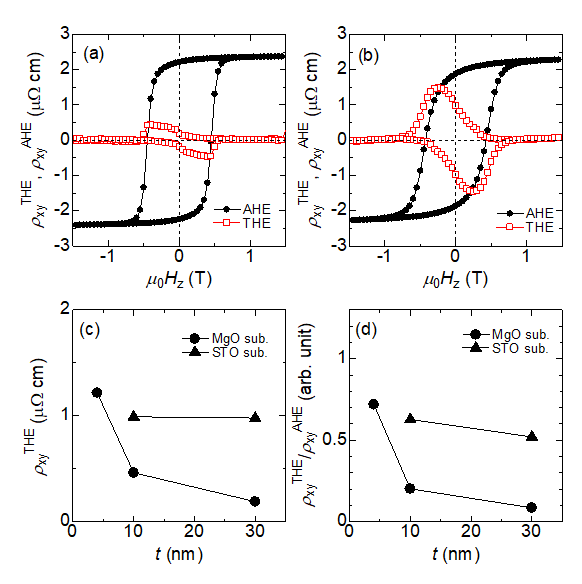 (a)
ρxy^THE, ρxy^AHE (μΩ cm)
3
2
1
0
-1
-2
-3
-1 0 1
μ0Hz (T)
AHE
THE
(b)
ρxy^THE, ρxy^AHE (μΩ cm)
3
2
1
0
-1
-2
-3
-1 0 1
μ0Hz (T)
AHE
THE
(c)
ρxy^THE (μΩ cm)
2
1
0
0 10 20 30
t (nm)
MgO sub.
STO sub.
(d)
ρxy^THE/ρxy^AHE (arb. unit)
1
0.5
0
0 10 20 30
t (nm)
MgO sub.
STO sub.